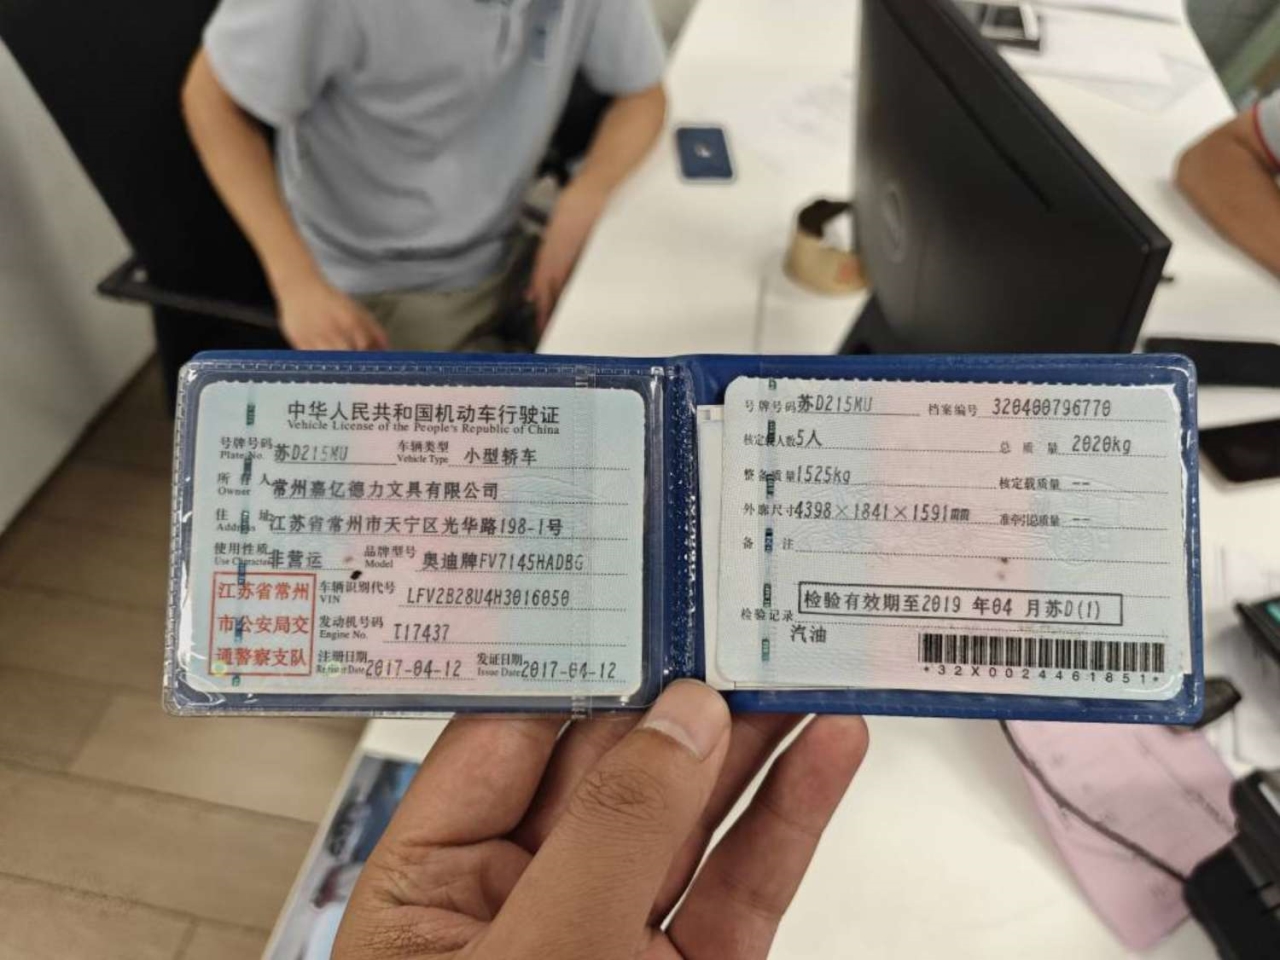 中华人民共和国机动车行驶证
Vehicle License of the People's Republic of China
号牌号码 苏D215MU 车辆类型 小型轿车
Plate No. Vehicle Type
所有人 常州嘉亿德力文具有限公司
Owner
住址 江苏省常州市天宁区光华路198-1号
Address
使用性质 非营运 品牌型号 奥迪牌FV7145HADBG
Use Character Model
江苏省常州
市公安局交
通警察支队
车辆识别代号 LFV2B28U4H3016050
VIN
发动机号码 T17437
Engine No.
注册日期 2017-04-12 发证日期 2017-04-12
Register Date Issue Date
号牌号码 苏D215MU 档案编号 320400796770
核定载人数 5人 总质量 2020kg
整备质量 1525kg 核定载质量 --
外廓尺寸 4398×1841×1591mm 准牵引总质量 --
备注
检验记录 检验有效期至2019年04月苏D(1)
汽油
*32X0024461851*